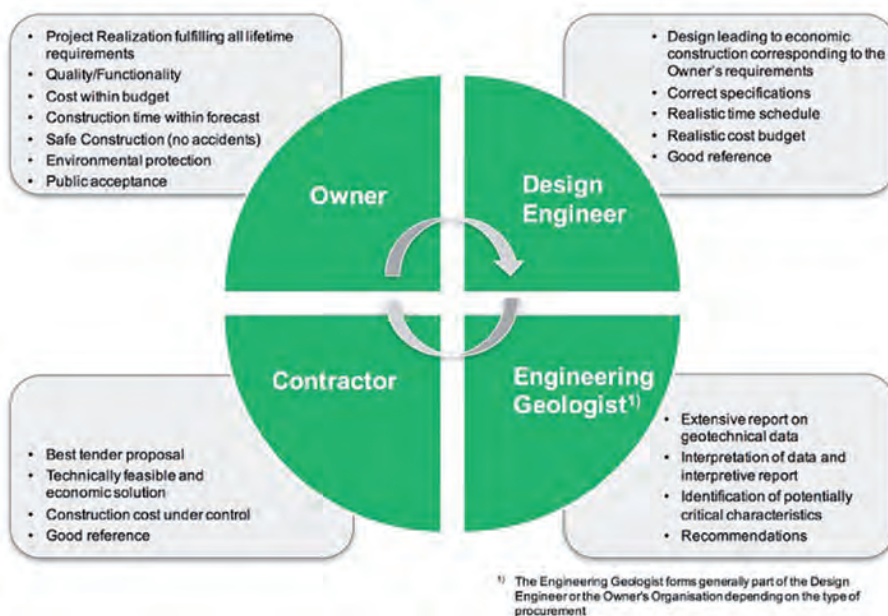 • Project Realization fulfilling all lifetime
requirements
• Quality/Functionality
• Cost within budget
• Construction time within forecast
• Safe Construction (no accidents)
• Environmental protection
• Public acceptance
• Design leading to economic
construction corresponding to the
Owner's requirements
• Correct specifications
• Realistic time schedule
• Realistic cost budget
• Good reference
Owner
Design
Engineer
Contractor
Engineering
Geologist¹⁾
• Best tender proposal
• Technically feasible and
economic solution
• Construction cost under control
• Good reference
• Extensive report on
geotechnical data
• Interpretation of data and
interpretive report
• Identification of potentially
critical characteristics
• Recommendations
¹⁾ The Engineering Geologist forms generally part of the Design
Engineer or the Owner's Organisation depending on the type of
procurement